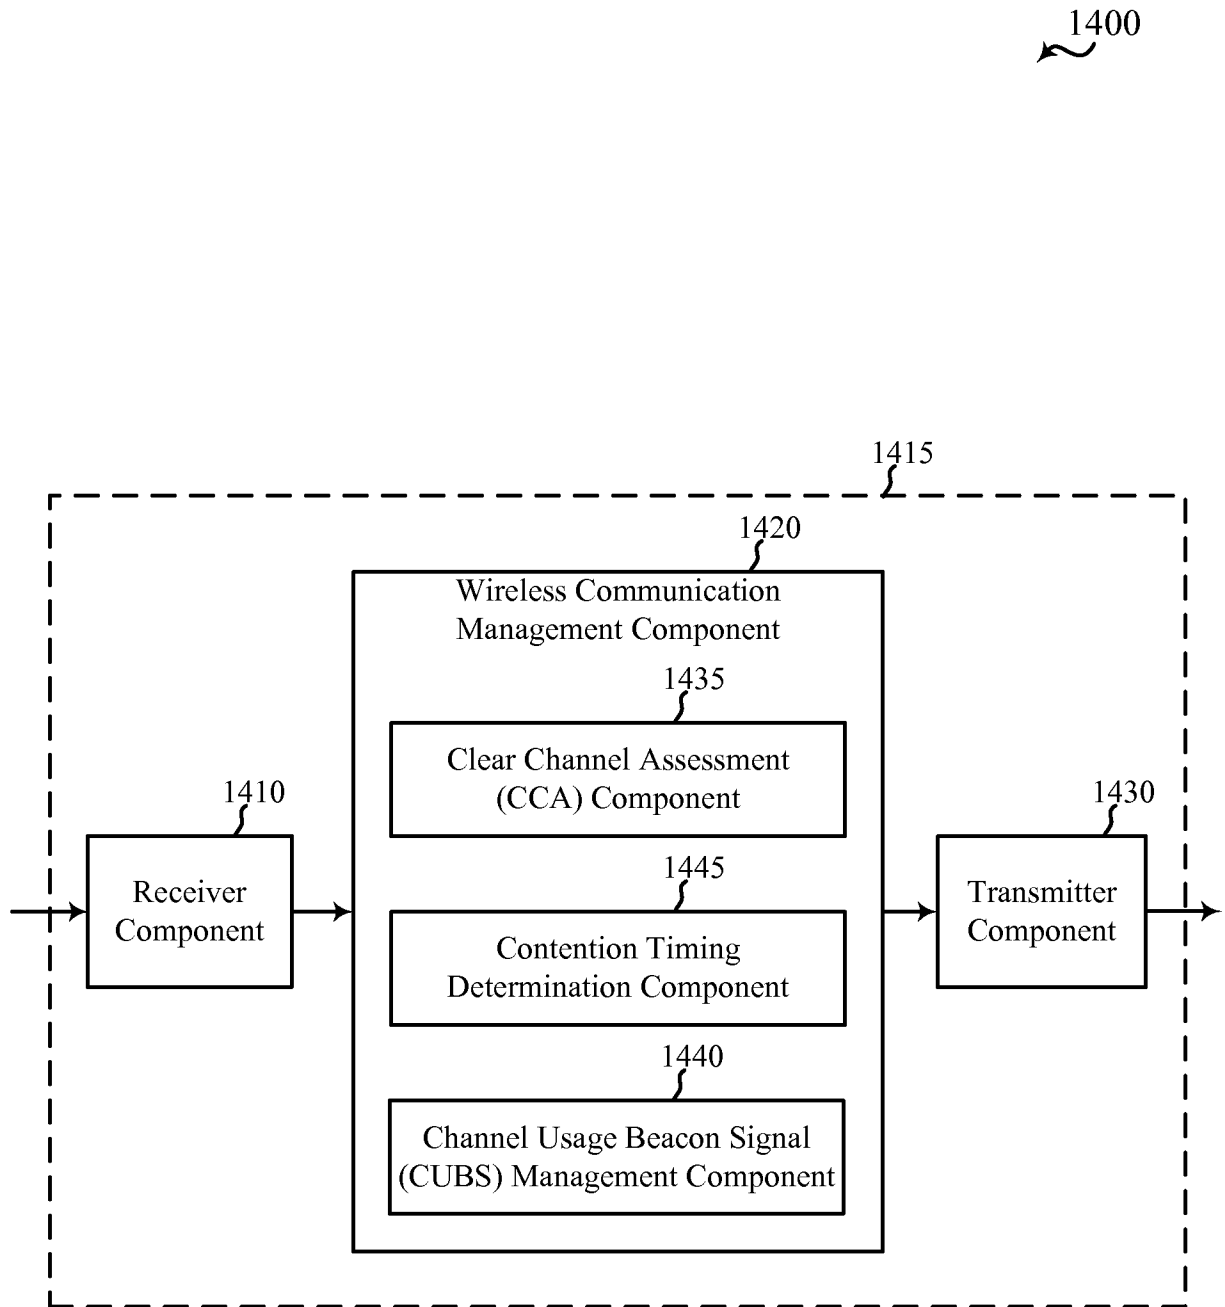 1400
1415
1420
Wireless Communication
Management Component
1435
Clear Channel Assessment
(CCA) Component
1410
Receiver
Component
1445
Contention Timing
Determination Component
1430
Transmitter
Component
1440
Channel Usage Beacon Signal
(CUBS) Management Component